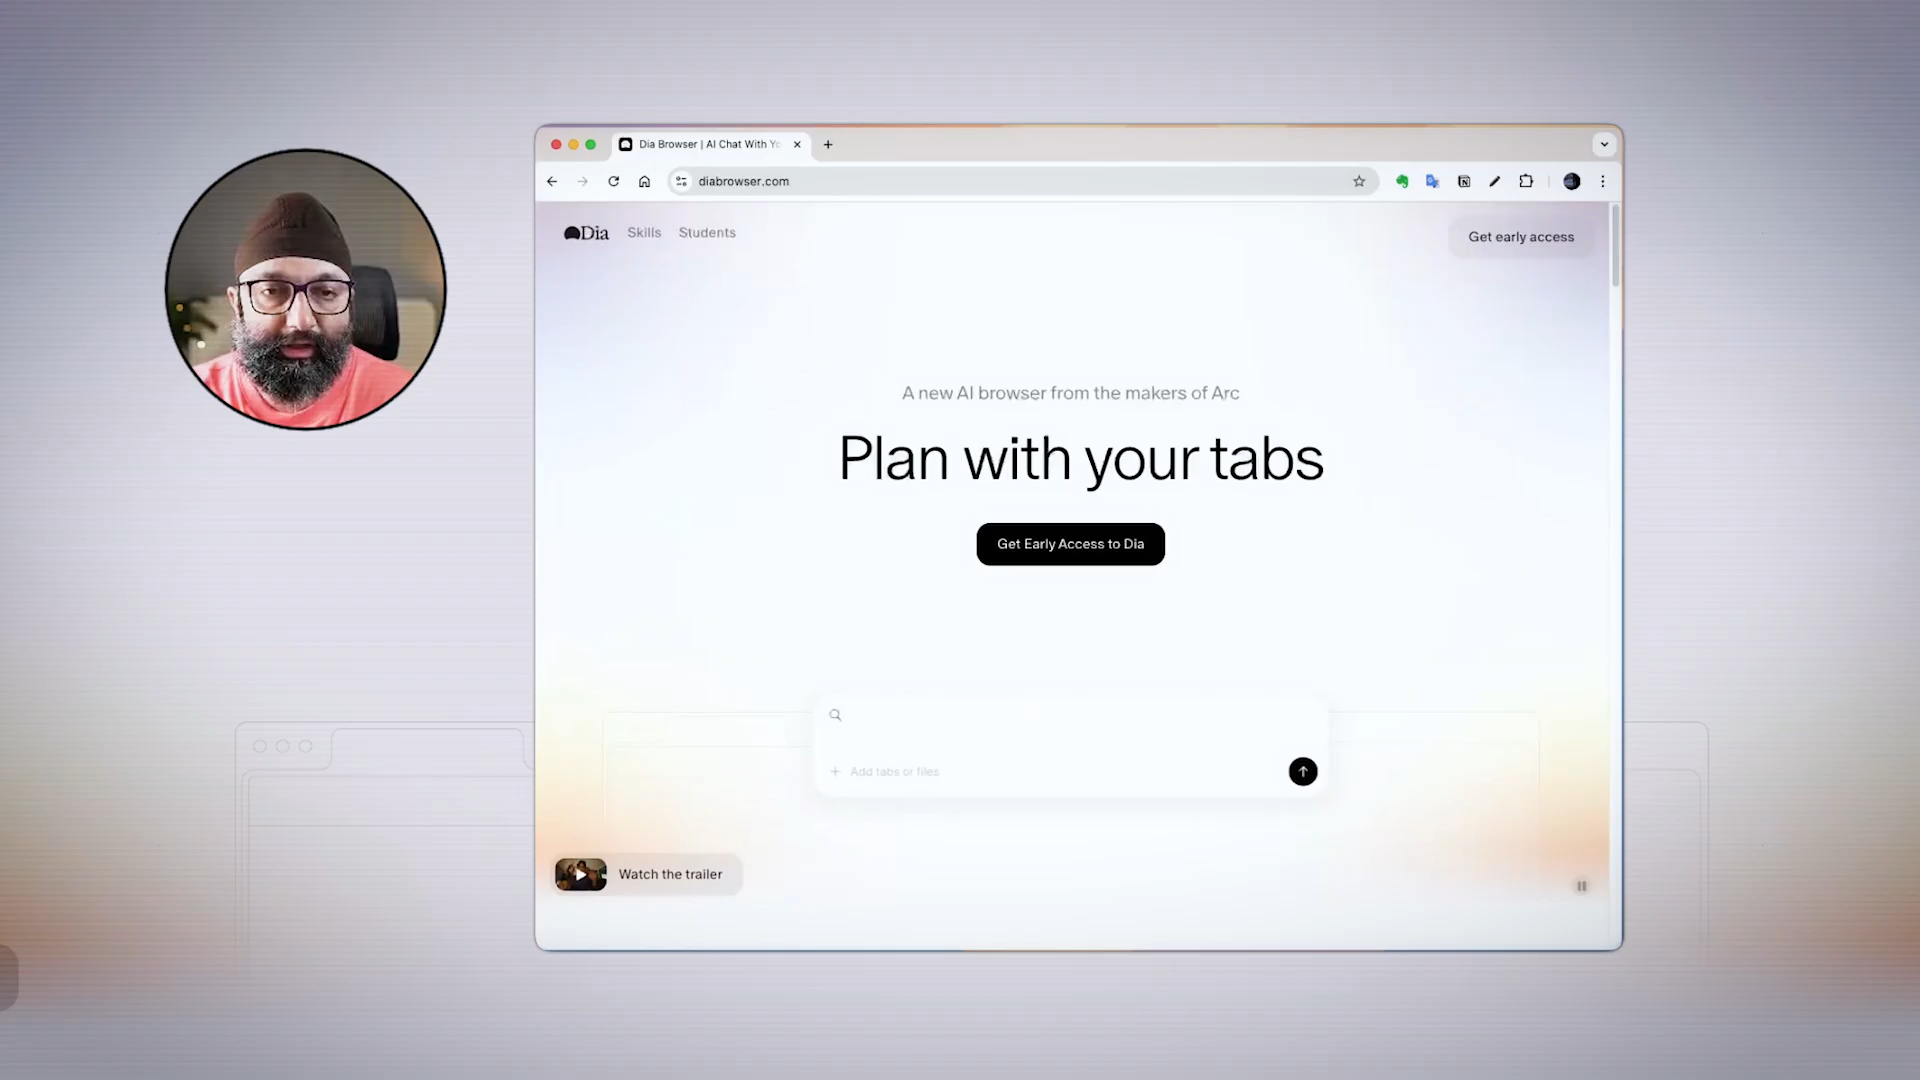 Dia Browser | AI Chat With Yo
diabrowser.com
Dia Skills Students
Get early access
A new AI browser from the makers of Arc
Plan with your tabs
Get Early Access to Dia
Add tabs or files
Watch the trailer